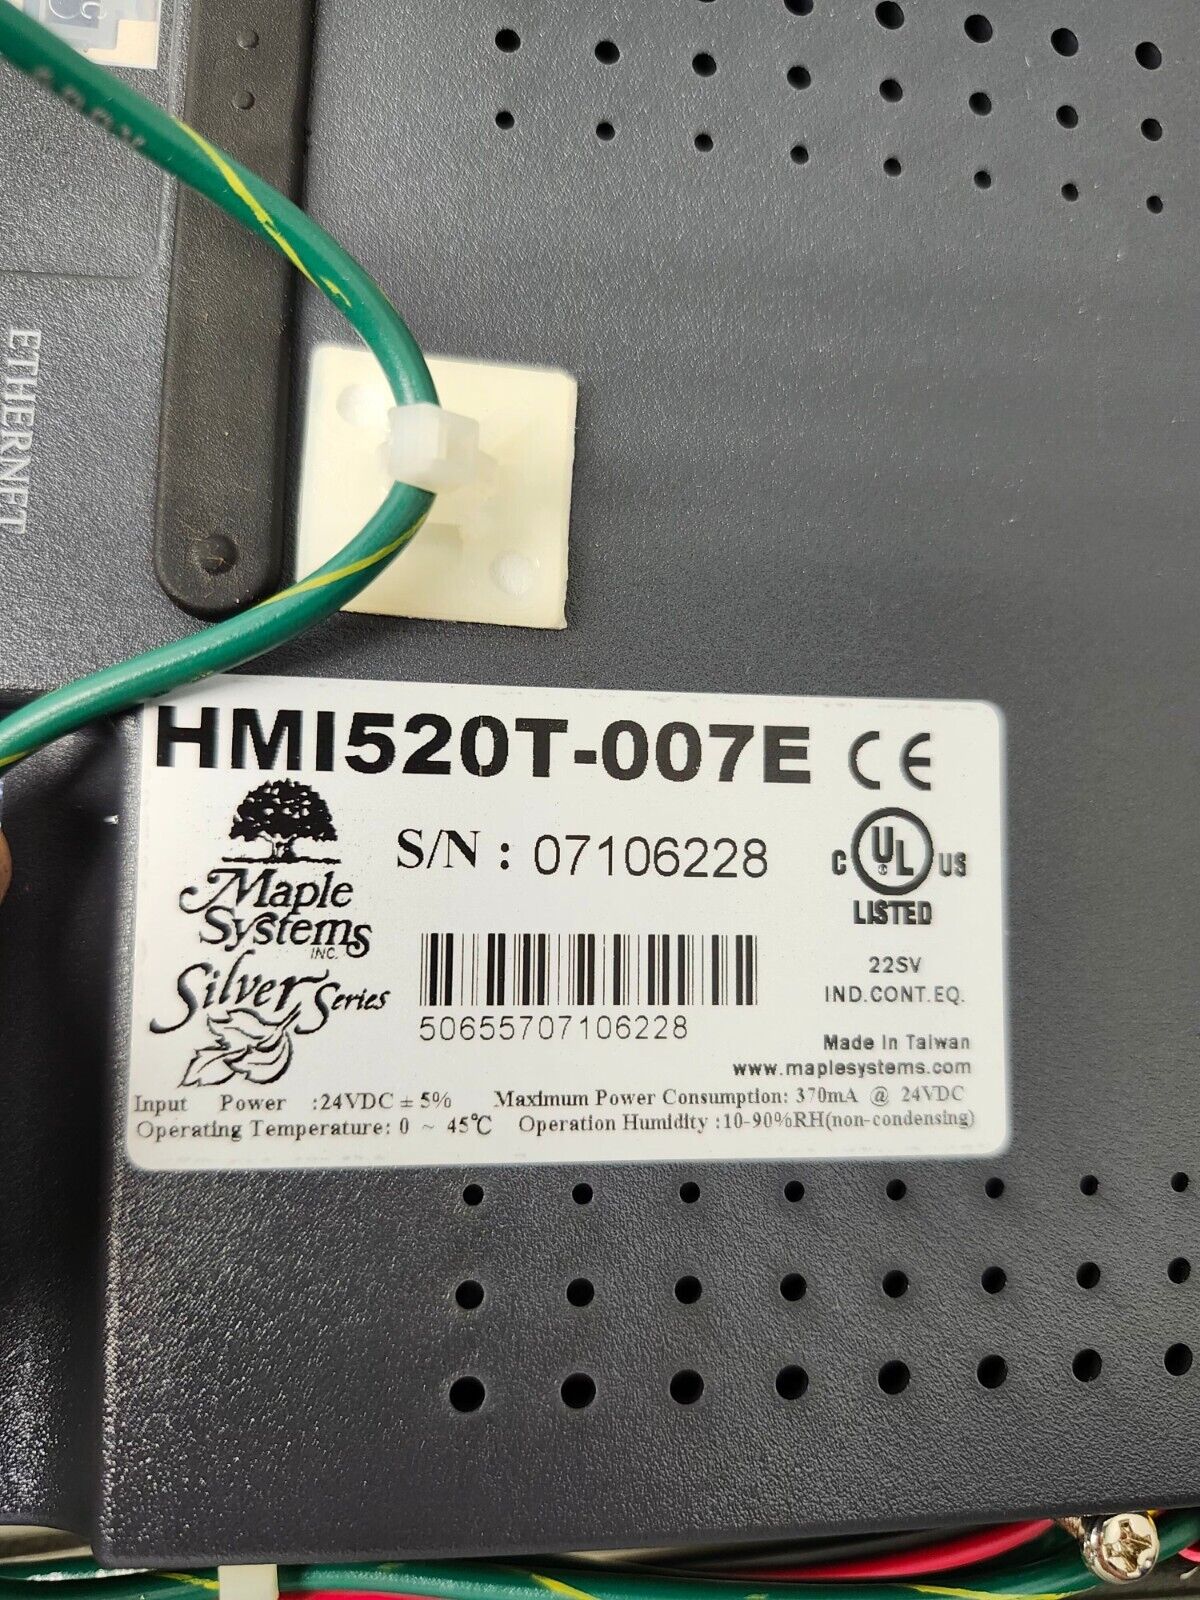 ETHERNET
HMI520T-007E CE
Maple
Systems
INC.
Silver Series
S/N : 07106228
50655707106228
C UL US
LISTED
22SV
IND.CONT.EQ.
Made In Taiwan
www.maplesystems.com
Input Power :24VDC ± 5% Maximum Power Consumption: 370mA @ 24VDC
Operating Temperature: 0 ~ 45℃ Operation Humidity :10-90%RH(non-condensing)